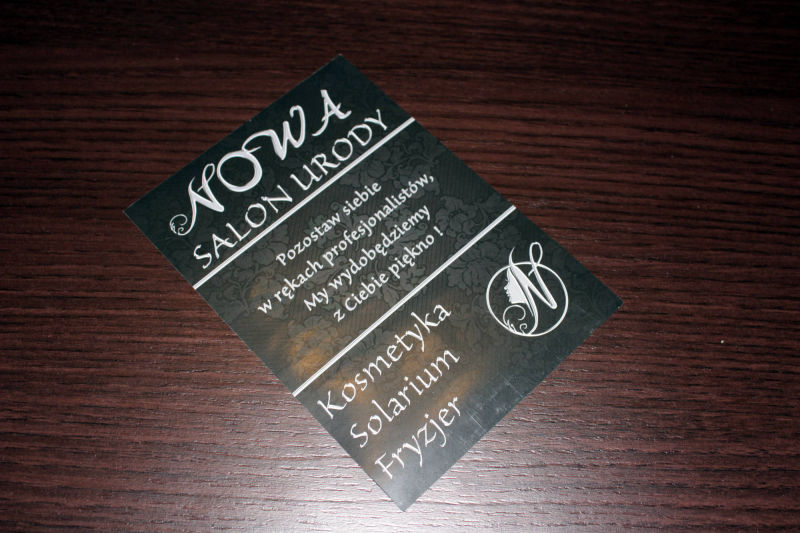 NOWA
SALON URODY
Pozostaw siebie
w rękach profesjonalistów,
My wydobędziemy
z Ciebie piękno !
N
Kosmetyka
Solarium
Fryzjer